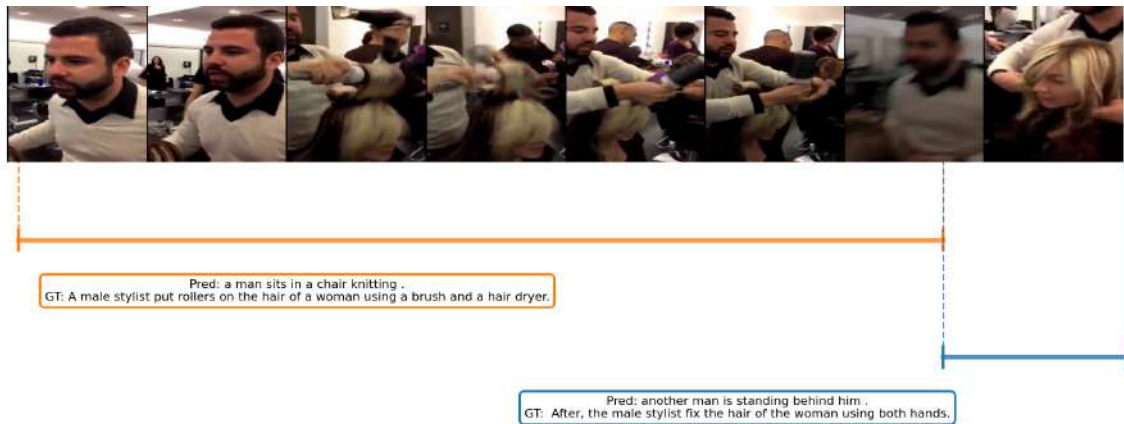 Pred: a man sits in a chair knitting .
GT: A male stylist put rollers on the hair of a woman using a brush and a hair dryer.
Pred: another man is standing behind him .
GT:  After, the male stylist fix the hair of the woman using both hands.